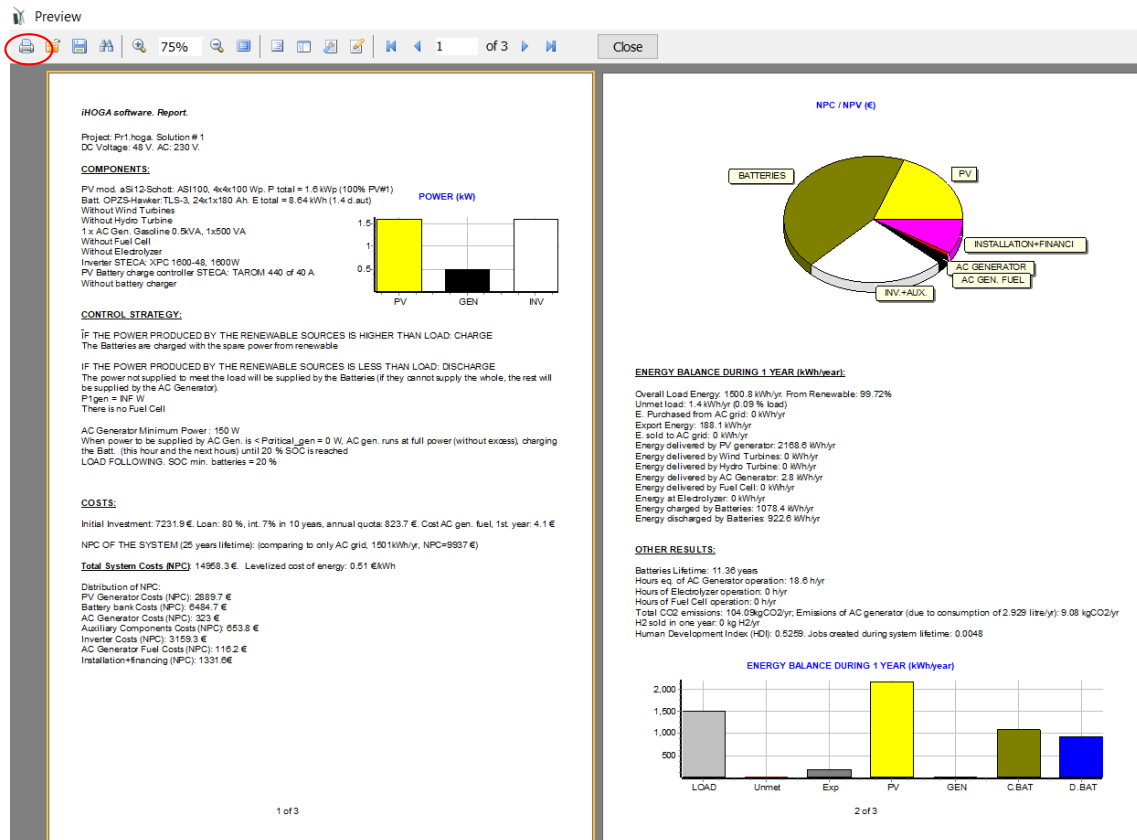 Preview
75%
1
of 3
Close
iHOGA software. Report.
Project: Pr1.hoga. Solution # 1
DC Voltage: 48 V. AC: 230 V.
COMPONENTS:
PV mod. aSi12-Schott: ASI100, 4x4x100 Wp. P total = 1.6 kWp (100% PV#1)
Batt. OPZS-Hawker:TLS-3, 24x1x180 Ah. E total = 8.64 kWh (1.4 d.aut)
Without Wind Turbines
Without Hydro Turbine
1 x AC Gen. Gasoline 0.5kVA, 1x500 VA
Without Fuel Cell
Without Electrolyzer
Inverter STECA: XPC 1600-48, 1600W
PV Battery charge controller STECA: TAROM 440 of 40 A
Without battery charger
POWER (kW)
1.5
1
0.5
PV GEN INV
CONTROL STRATEGY:
IF THE POWER PRODUCED BY THE RENEWABLE SOURCES IS HIGHER THAN LOAD: CHARGE
The Batteries are charged with the spare power from renewable
IF THE POWER PRODUCED BY THE RENEWABLE SOURCES IS LESS THAN LOAD: DISCHARGE
The power not supplied to meet the load will be supplied by the Batteries (if they cannot supply the whole, the rest will
be supplied by the AC Generator).
P1gen = INF W
There is no Fuel Cell
AC Generator Minimum Power : 150 W
When power to be supplied by AC Gen. is < Pcritical_gen = 0 W, AC gen. runs at full power (without excess), charging
the Batt. (this hour and the next hours) until 20 % SOC is reached
LOAD FOLLOWING. SOC min. batteries = 20 %
COSTS:
Initial Investment: 7231.9 €. Loan: 80 %, int. 7% in 10 years, annual quota: 823.7 €. Cost AC gen. fuel, 1st. year: 4.1 €
NPC OF THE SYSTEM (25 years lifetime): (comparing to only AC grid, 1501kWh/yr, NPC=9937 €)
Total System Costs (NPC): 14958.3 €. Levelized cost of energy: 0.51 €/kWh
Distribution of NPC:
PV Generator Costs (NPC): 2889.7 €
Battery bank Costs (NPC): 6484.7 €
AC Generator Costs (NPC): 323 €
Auxiliary Components Costs (NPC): 653.8 €
Inverter Costs (NPC): 3159.3 €
AC Generator Fuel Costs (NPC): 116.2 €
Installation+financing (NPC): 1331.6€
1 of 3
NPC / NPV (€)
BATTERIES
PV
INSTALLATION+FINANCI
AC GENERATOR
AC GEN. FUEL
INV.+AUX.
ENERGY BALANCE DURING 1 YEAR (kWh/year):
Overall Load Energy: 1500.8 kWh/yr. From Renewable: 99.72%
Unmet load: 1.4 kWh/yr (0.09 % load)
E. Purchased from AC grid: 0 kWh/yr
Export Energy: 188.1 kWh/yr
E. sold to AC grid: 0 kWh/yr
Energy delivered by PV generator: 2168.6 kWh/yr
Energy delivered by Wind Turbines: 0 kWh/yr
Energy delivered by Hydro Turbine: 0 kWh/yr
Energy delivered by AC Generator: 2.8 kWh/yr
Energy delivered by Fuel Cell: 0 kWh/yr
Energy at Electrolyzer: 0 kWh/yr
Energy charged by Batteries: 1078.4 kWh/yr
Energy discharged by Batteries: 922.6 kWh/yr
OTHER RESULTS:
Batteries Lifetime: 11.36 years
Hours eq. of AC Generator operation: 18.6 h/yr
Hours of Electrolyzer operation: 0 h/yr
Hours of Fuel Cell operation: 0 h/yr
Total CO2 emissions: 104.09kgCO2/yr; Emissions of AC generator (due to consumption of 2.929 litre/yr): 9.08 kgCO2/yr
H2 sold in one year: 0 kg H2/yr
Human Development Index (HDI): 0.5259. Jobs created during system lifetime: 0.0048
ENERGY BALANCE DURING 1 YEAR (kWh/year)
2,000
1,500
1,000
500
LOAD Unmet Exp PV GEN C.BAT D.BAT
2 of 3